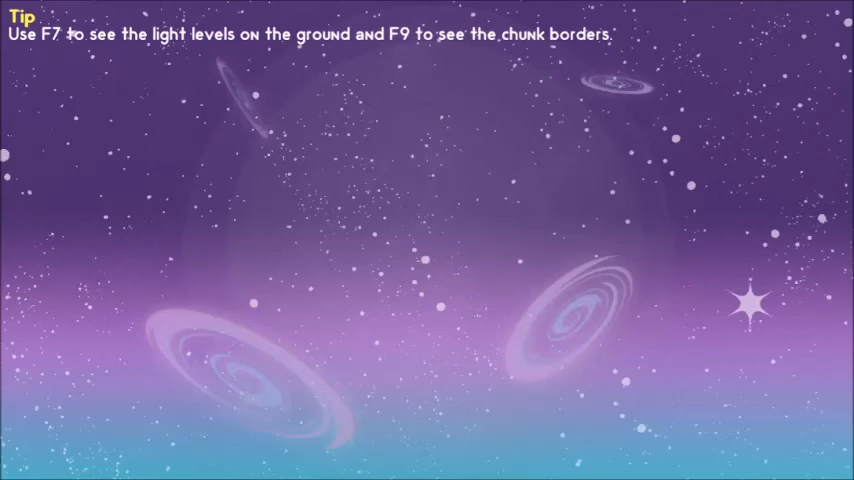 Tip
Use F7 to see the light levels on the ground and F9 to see the chunk borders.